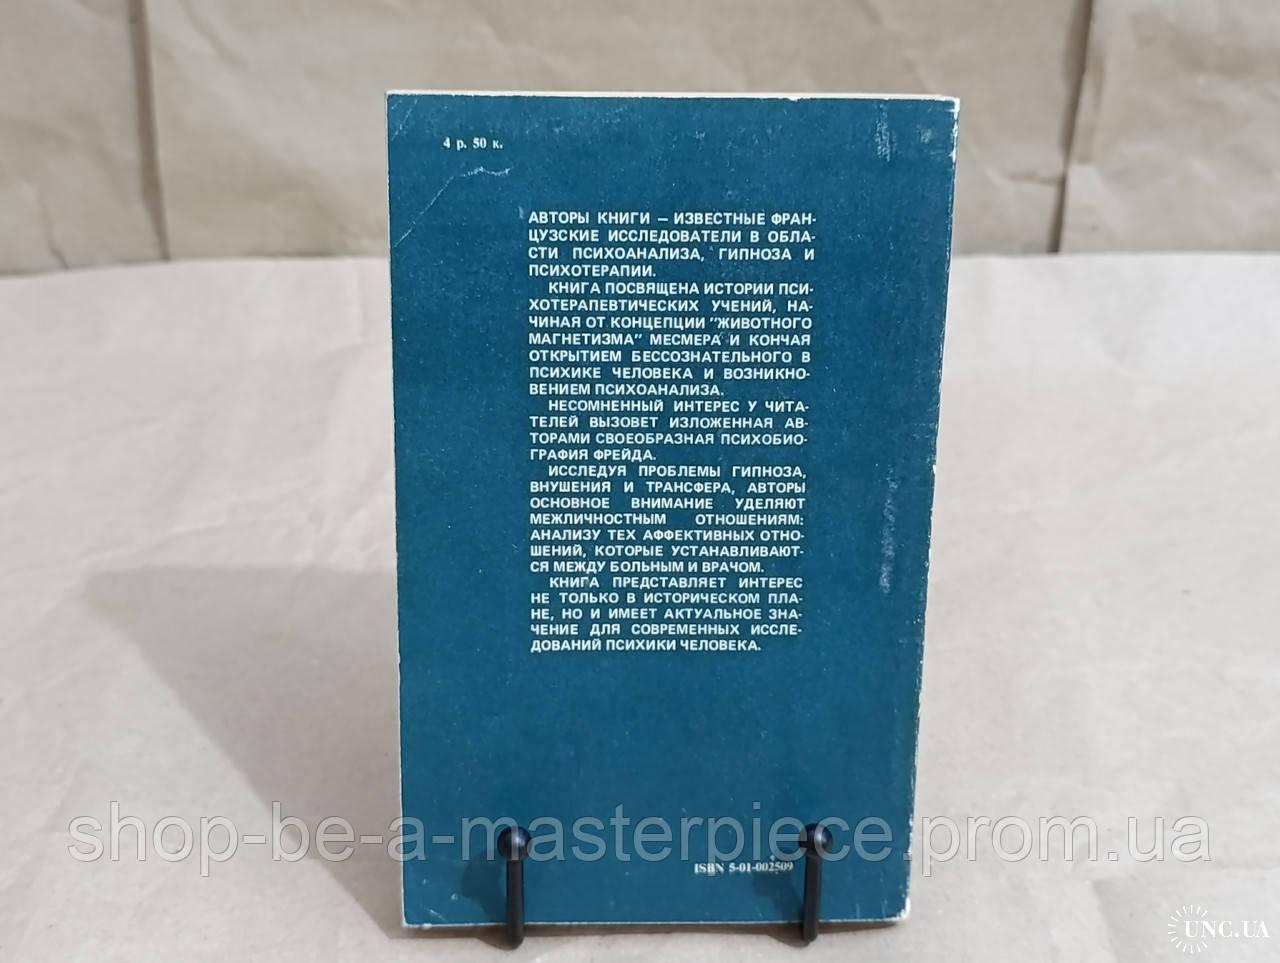 4 р. 50 к.
АВТОРЫ КНИГИ — ИЗВЕСТНЫЕ ФРАН-
ЦУЗСКИЕ ИССЛЕДОВАТЕЛИ В ОБЛА-
СТИ ПСИХОАНАЛИЗА, ГИПНОЗА И
ПСИХОТЕРАПИИ.
КНИГА ПОСВЯЩЕНА ИСТОРИИ ПСИ-
ХОТЕРАПЕВТИЧЕСКИХ УЧЕНИЙ, НА-
ЧИНАЯ ОТ КОНЦЕПЦИИ "ЖИВОТНОГО
МАГНЕТИЗМА" МЕСМЕРА И КОНЧАЯ
ОТКРЫТИЕМ БЕССОЗНАТЕЛЬНОГО В
ПСИХИКЕ ЧЕЛОВЕКА И ВОЗНИКНО-
ВЕНИЕМ ПСИХОАНАЛИЗА.
НЕСОМНЕННЫЙ ИНТЕРЕС У ЧИТА-
ТЕЛЕЙ ВЫЗОВЕТ ИЗЛОЖЕННАЯ АВ-
ТОРАМИ СВОЕОБРАЗНАЯ ПСИХОБИО-
ГРАФИЯ ФРЕЙДА.
ИССЛЕДУЯ ПРОБЛЕМЫ ГИПНОЗА,
ВНУШЕНИЯ И ТРАНСФЕРА, АВТОРЫ
ОСНОВНОЕ ВНИМАНИЕ УДЕЛЯЮТ
МЕЖЛИЧНОСТНЫМ ОТНОШЕНИЯМ:
АНАЛИЗУ ТЕХ АФФЕКТИВНЫХ ОТНО-
ШЕНИЙ, КОТОРЫЕ УСТАНАВЛИВАЮТ-
СЯ МЕЖДУ БОЛЬНЫМ И ВРАЧОМ.
КНИГА ПРЕДСТАВЛЯЕТ ИНТЕРЕС
НЕ ТОЛЬКО В ИСТОРИЧЕСКОМ ПЛА-
НЕ, НО И ИМЕЕТ АКТУАЛЬНОЕ ЗНА-
ЧЕНИЕ ДЛЯ СОВРЕМЕННЫХ ИССЛЕ-
ДОВАНИЙ ПСИХИКИ ЧЕЛОВЕКА.
shop-be-a-masterpiece.prom.ua
ISBN 5-01-002509
UNC.UA